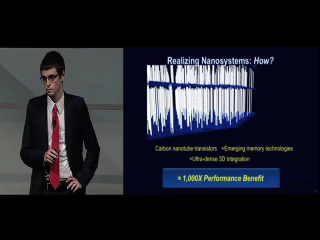 Realizing Nanosystems: How?
Carbon nanotube transistors +Emerging memory technologies
+Ultra-dense 3D Integration
= 1,000X Performance Benefit